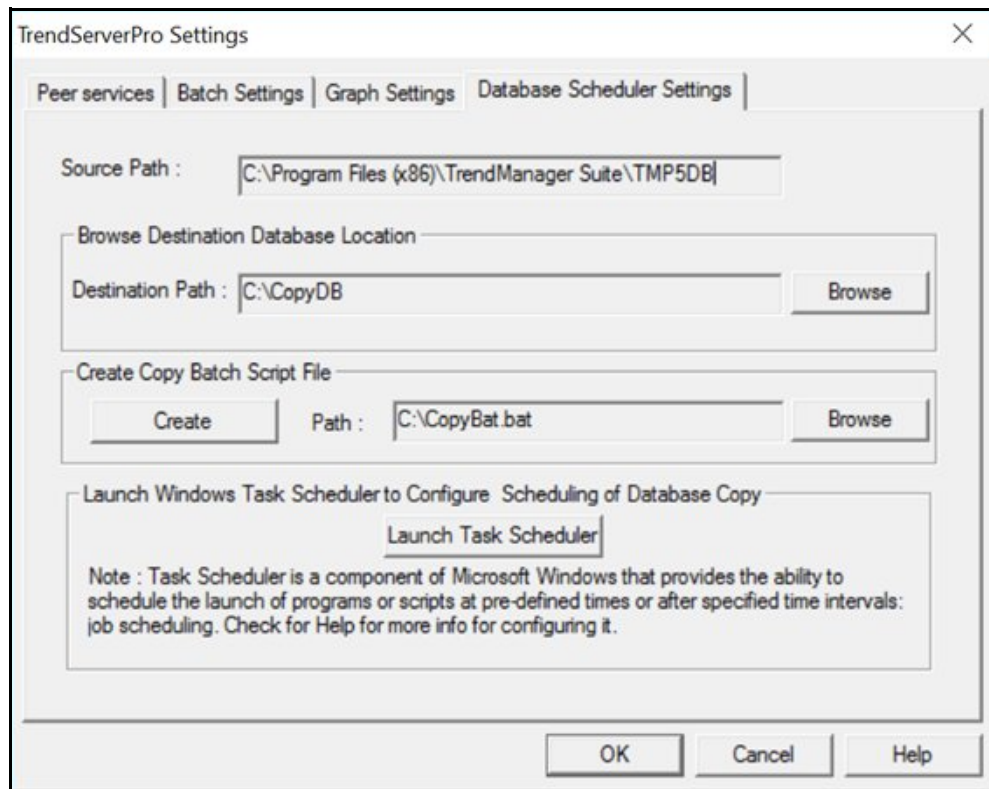 TrendServerPro Settings
Peer services Batch Settings Graph Settings Database Scheduler Settings
Source Path : C:\Program Files (x86)\TrendManager Suite\TMP5DB
Browse Destination Database Location
Destination Path : C:\CopyDB Browse
Create Copy Batch Script File
Create Path : C:\CopyBat.bat Browse
Launch Windows Task Scheduler to Configure Scheduling of Database Copy
Launch Task Scheduler
Note : Task Scheduler is a component of Microsoft Windows that provides the ability to
schedule the launch of programs or scripts at pre-defined times or after specified time intervals:
job scheduling. Check for Help for more info for configuring it.
OK Cancel Help